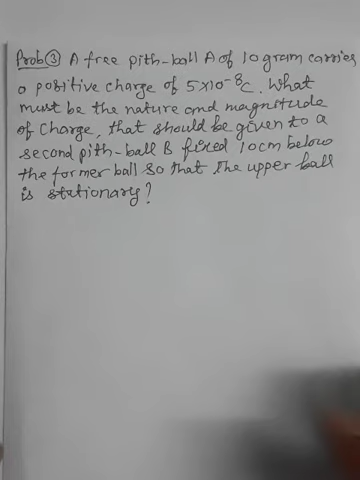 Prob③ A free pith-ball A of 10 gram carries
a positive charge of 5×10⁻⁸C. What
must be the nature and magnitude
of charge, that should be given to a
second pith-ball B fixed 10cm below
the former ball so that the upper ball
is stationary?